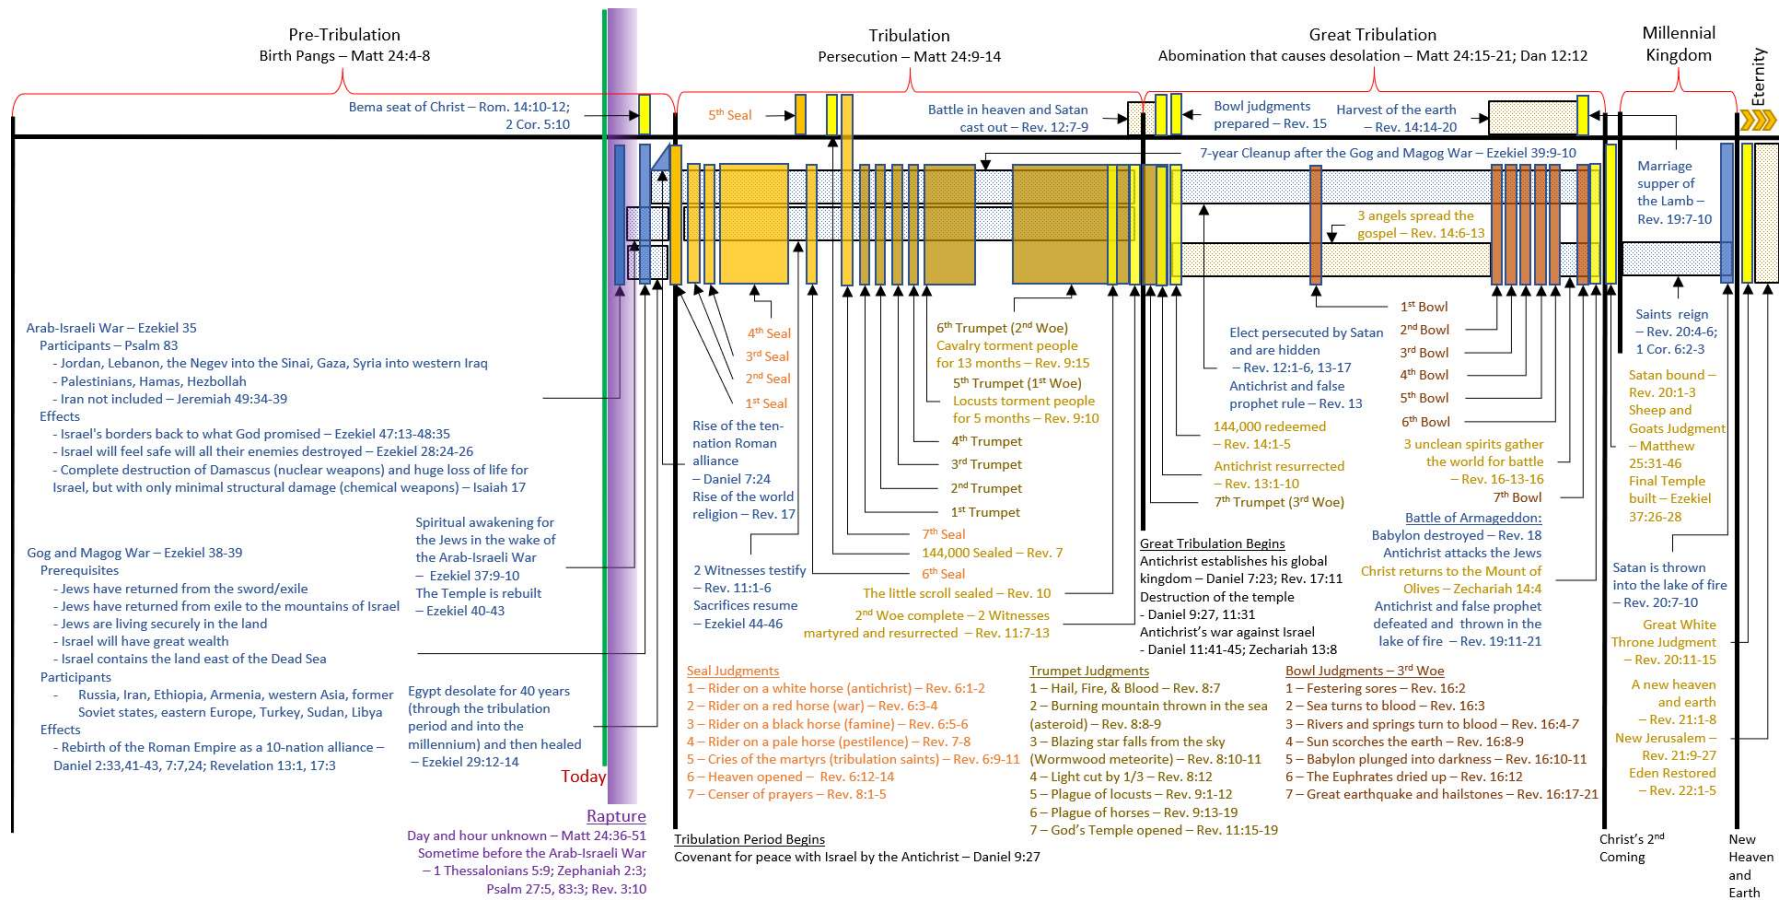 Pre-Tribulation
Birth Pangs – Matt 24:4-8
Tribulation
Persecution – Matt 24:9-14
Great Tribulation
Abomination that causes desolation – Matt 24:15-21; Dan 12:12
Millennial
Kingdom
Eternity
Bema seat of Christ – Rom. 14:10-12;
2 Cor. 5:10
5th Seal
Battle in heaven and Satan
cast out – Rev. 12:7-9
Bowl judgments
prepared – Rev. 15
Harvest of the earth
– Rev. 14:14-20
7-year Cleanup after the Gog and Magog War – Ezekiel 39:9-10
Marriage
supper of
the Lamb –
Rev. 19:7-10
3 angels spread the
gospel – Rev. 14:6-13
Arab-Israeli War – Ezekiel 35
Participants – Psalm 83
- Jordan, Lebanon, the Negev into the Sinai, Gaza, Syria into western Iraq
- Palestinians, Hamas, Hezbollah
- Iran not included – Jeremiah 49:34-39
Effects
- Israel's borders back to what God promised – Ezekiel 47:13-48:35
- Israel will feel safe will all their enemies destroyed – Ezekiel 28:24-26
- Complete destruction of Damascus (nuclear weapons) and huge loss of life for
Israel, but with only minimal structural damage (chemical weapons) – Isaiah 17
Gog and Magog War – Ezekiel 38-39
Prerequisites
- Jews have returned from the sword/exile
- Jews have returned from exile to the mountains of Israel
- Jews are living securely in the land
- Israel will have great wealth
- Israel contains the land east of the Dead Sea
Participants
- Russia, Iran, Ethiopia, Armenia, western Asia, former
Soviet states, eastern Europe, Turkey, Sudan, Libya
Effects
- Rebirth of the Roman Empire as a 10-nation alliance –
Daniel 2:33,41-43, 7:7,24; Revelation 13:1, 17:3
Spiritual awakening for
the Jews in the wake of
the Arab-Israeli War
– Ezekiel 37:9-10
The Temple is rebuilt
– Ezekiel 40-43
Egypt desolate for 40 years
(through the tribulation
period and into the
millennium) and then healed
– Ezekiel 29:12-14
Today
Rapture
Day and hour unknown – Matt 24:36-51
Sometime before the Arab-Israeli War
– 1 Thessalonians 5:9; Zephaniah 2:3;
Psalm 27:5, 83:3; Rev. 3:10
4th Seal
3rd Seal
2nd Seal
1st Seal
Rise of the ten-
nation Roman
alliance
– Daniel 7:24
Rise of the world
religion – Rev. 17
2 Witnesses testify
– Rev. 11:1-6
Sacrifices resume
– Ezekiel 44-46
6th Trumpet (2nd Woe)
Cavalry torment people
for 13 months – Rev. 9:15
5th Trumpet (1st Woe)
Locusts torment people
for 5 months – Rev. 9:10
4th Trumpet
3rd Trumpet
2nd Trumpet
1st Trumpet
7th Seal
144,000 Sealed – Rev. 7
6th Seal
The little scroll sealed – Rev. 10
2nd Woe complete – 2 Witnesses
martyred and resurrected – Rev. 11:7-13
Elect persecuted by Satan
and are hidden
– Rev. 12:1-6, 13-17
Antichrist and false
prophet rule – Rev. 13
144,000 redeemed
– Rev. 14:1-5
Antichrist resurrected
– Rev. 13:1-10
7th Trumpet (3rd Woe)
Great Tribulation Begins
Antichrist establishes his global
kingdom – Daniel 7:23; Rev. 17:11
Destruction of the temple
- Daniel 9:27, 11:31
Antichrist's war against Israel
- Daniel 11:41-45; Zechariah 13:8
1st Bowl
2nd Bowl
3rd Bowl
4th Bowl
5th Bowl
6th Bowl
3 unclean spirits gather
the world for battle
– Rev. 16-13-16
7th Bowl
Battle of Armageddon:
Babylon destroyed – Rev. 18
Antichrist attacks the Jews
Christ returns to the Mount of
Olives – Zechariah 14:4
Antichrist and false prophet
defeated and thrown in the
lake of fire – Rev. 19:11-21
Saints reign
– Rev. 20:4-6;
1 Cor. 6:2-3
Satan bound –
Rev. 20:1-3
Sheep and
Goats Judgment
– Matthew
25:31-46
Final Temple
built – Ezekiel
37:26-28
Satan is thrown
into the lake of fire
– Rev. 20:7-10
Great White
Throne Judgment
– Rev. 20:11-15
A new heaven
and earth
– Rev. 21:1-8
New Jerusalem –
Rev. 21:9-27
Eden Restored
– Rev. 22:1-5
Seal Judgments
1 – Rider on a white horse (antichrist) – Rev. 6:1-2
2 – Rider on a red horse (war) – Rev. 6:3-4
3 – Rider on a black horse (famine) – Rev. 6:5-6
4 – Rider on a pale horse (pestilence) – Rev. 7-8
5 – Cries of the martyrs (tribulation saints) – Rev. 6:9-11
6 – Heaven opened – Rev. 6:12-14
7 – Censer of prayers – Rev. 8:1-5
Trumpet Judgments
1 – Hail, Fire, & Blood – Rev. 8:7
2 – Burning mountain thrown in the sea
(asteroid) – Rev. 8:8-9
3 – Blazing star falls from the sky
(Wormwood meteorite) – Rev. 8:10-11
4 – Light cut by 1/3 – Rev. 8:12
5 – Plague of locusts – Rev. 9:1-12
6 – Plague of horses – Rev. 9:13-19
7 – God's Temple opened – Rev. 11:15-19
Bowl Judgments – 3rd Woe
1 – Festering sores – Rev. 16:2
2 – Sea turns to blood – Rev. 16:3
3 – Rivers and springs turn to blood – Rev. 16:4-7
4 – Sun scorches the earth – Rev. 16:8-9
5 – Babylon plunged into darkness – Rev. 16:10-11
6 – The Euphrates dried up – Rev. 16:12
7 – Great earthquake and hailstones – Rev. 16:17-21
Tribulation Period Begins
Covenant for peace with Israel by the Antichrist – Daniel 9:27
Christ's 2nd
Coming
New
Heaven
and
Earth